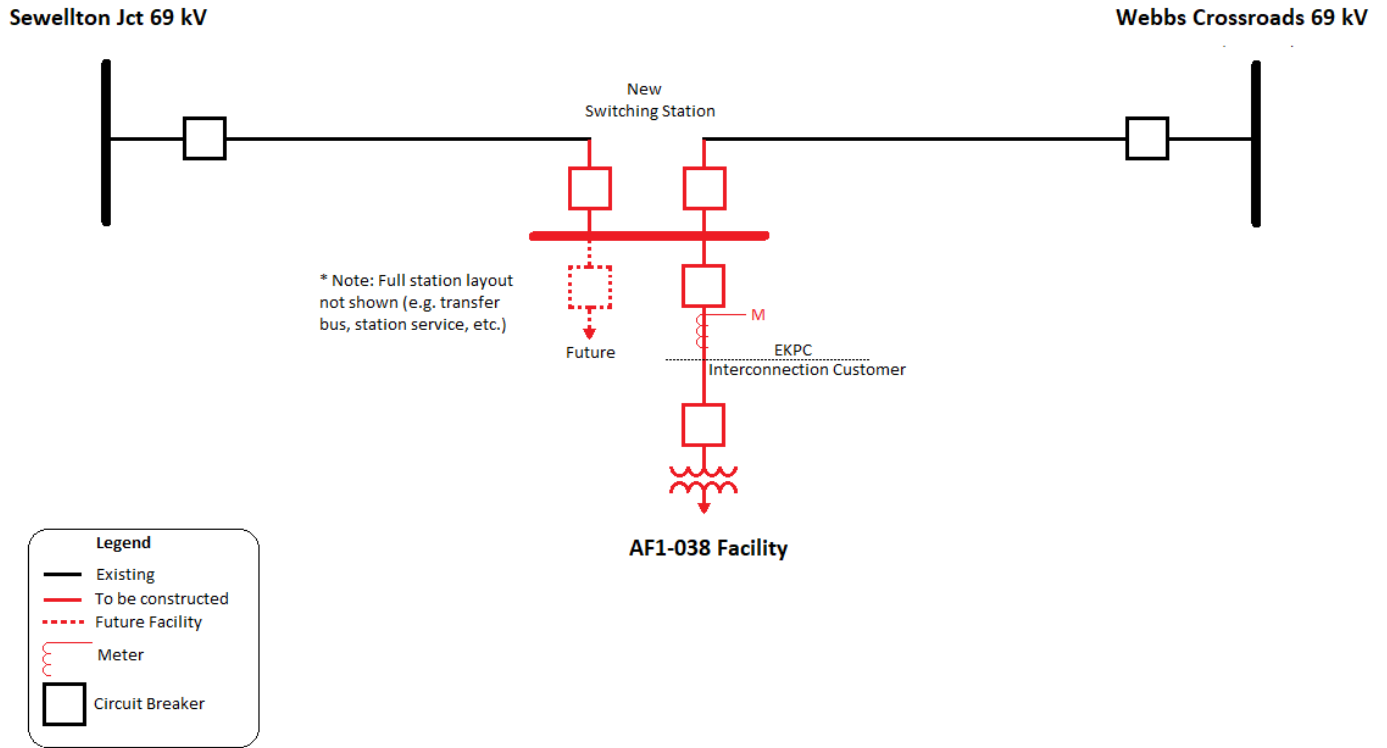 Sewellton Jct 69 kV
Webbs Crossroads 69 kV
New
Switching Station
* Note: Full station layout
not shown (e.g. transfer
bus, station service, etc.)
M
Future
EKPC
Interconnection Customer
AF1-038 Facility
Legend
Existing
To be constructed
Future Facility
Meter
Circuit Breaker